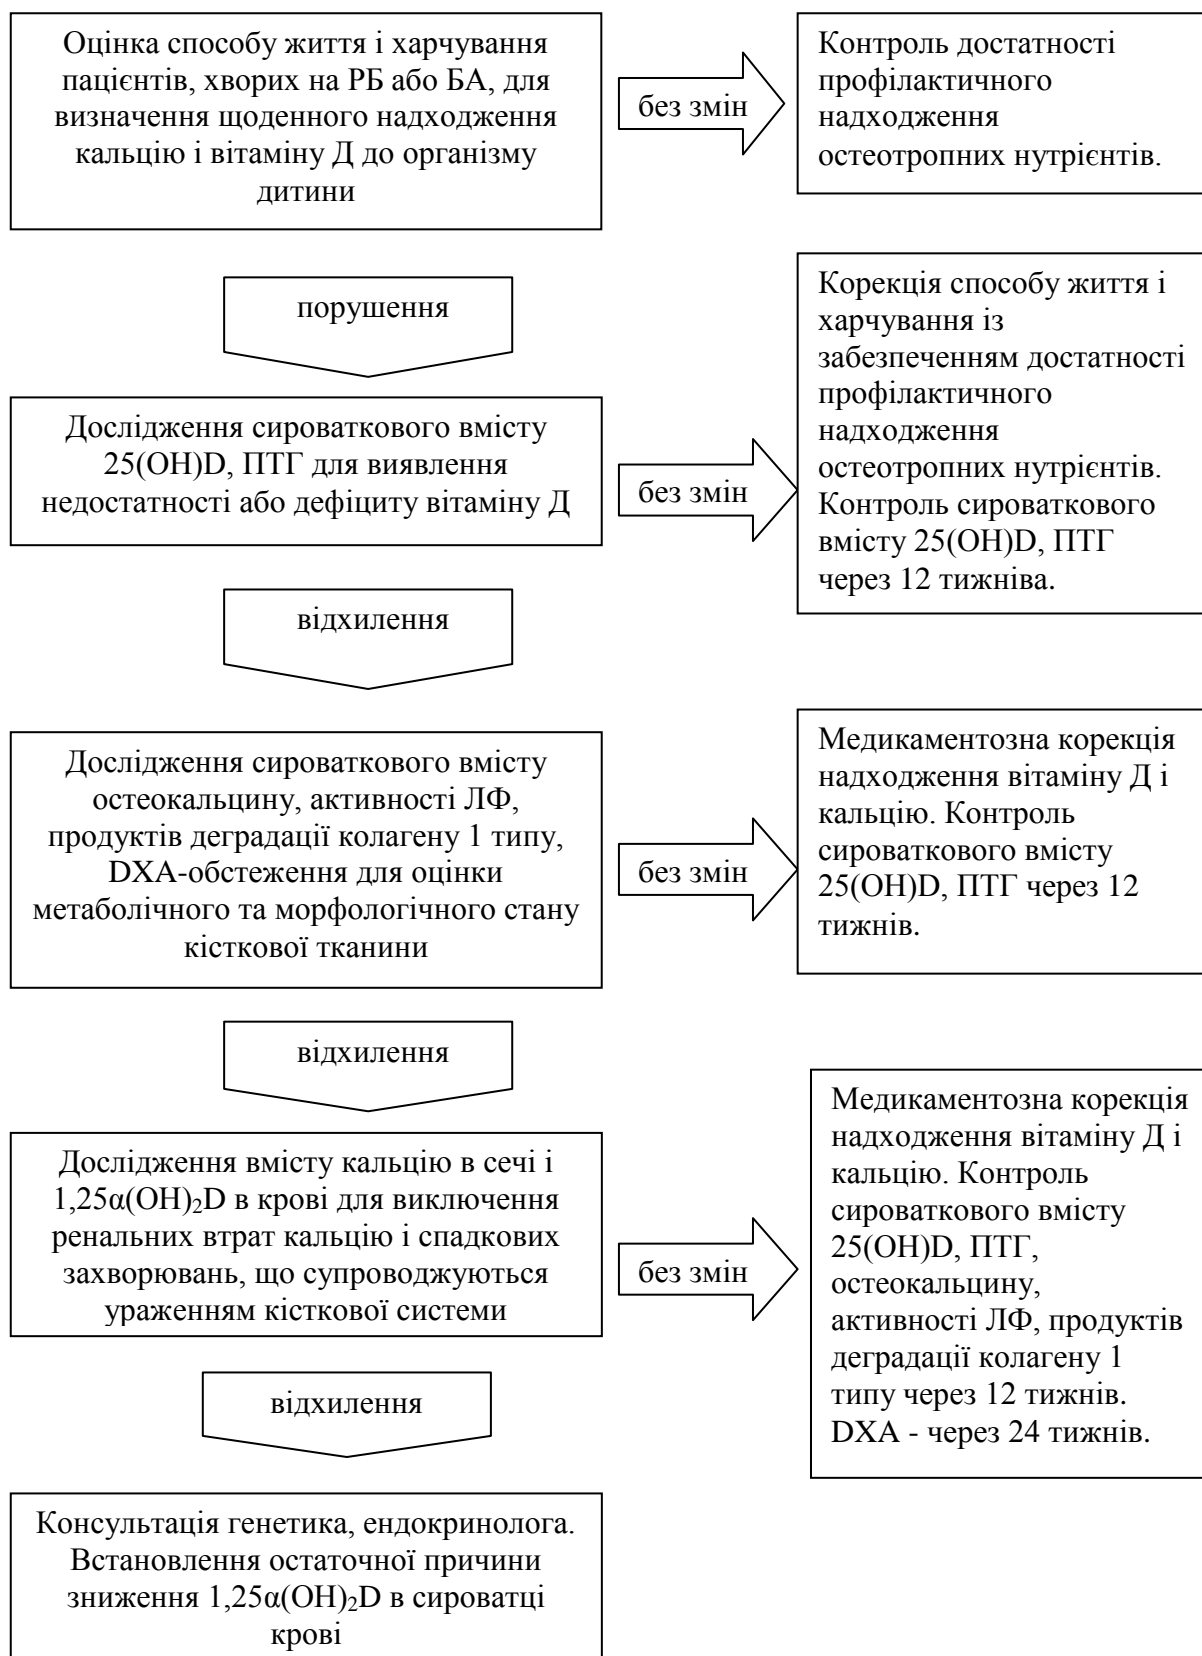 Оцінка способу життя і харчування
пацієнтів, хворих на РБ або БА, для
визначення щоденного надходження
кальцію і вітаміну Д до організму
дитини
без змін
Контроль достатності
профілактичного
надходження
остеотропних нутрієнтів.
порушення
Дослідження сироваткового вмісту
25(OH)D, ПТГ для виявлення
недостатності або дефіциту вітаміну Д
без змін
Корекція способу життя і
харчування із
забезпеченням достатності
профілактичного
надходження
остеотропних нутрієнтів.
Контроль сироваткового
вмісту 25(OH)D, ПТГ
через 12 тижніва.
відхилення
Дослідження сироваткового вмісту
остеокальцину, активності ЛФ,
продуктів деградації колагену 1 типу,
DXA-обстеження для оцінки
метаболічного та морфологічного стану
кісткової тканини
без змін
Медикаментозна корекція
надходження вітаміну Д і
кальцію. Контроль
сироваткового вмісту
25(OH)D, ПТГ через 12
тижнів.
відхилення
Дослідження вмісту кальцію в сечі і
1,25α(OH)₂D в крові для виключення
ренальних втрат кальцію і спадкових
захворювань, що супроводжуються
ураженням кісткової системи
без змін
Медикаментозна корекція
надходження вітаміну Д і
кальцію. Контроль
сироваткового вмісту
25(OH)D, ПТГ,
остеокальцину,
активності ЛФ, продуктів
деградації колагену 1
типу через 12 тижнів.
DXA - через 24 тижнів.
відхилення
Консультація генетика, ендокринолога.
Встановлення остаточної причини
зниження 1,25α(OH)₂D в сироватці
крові